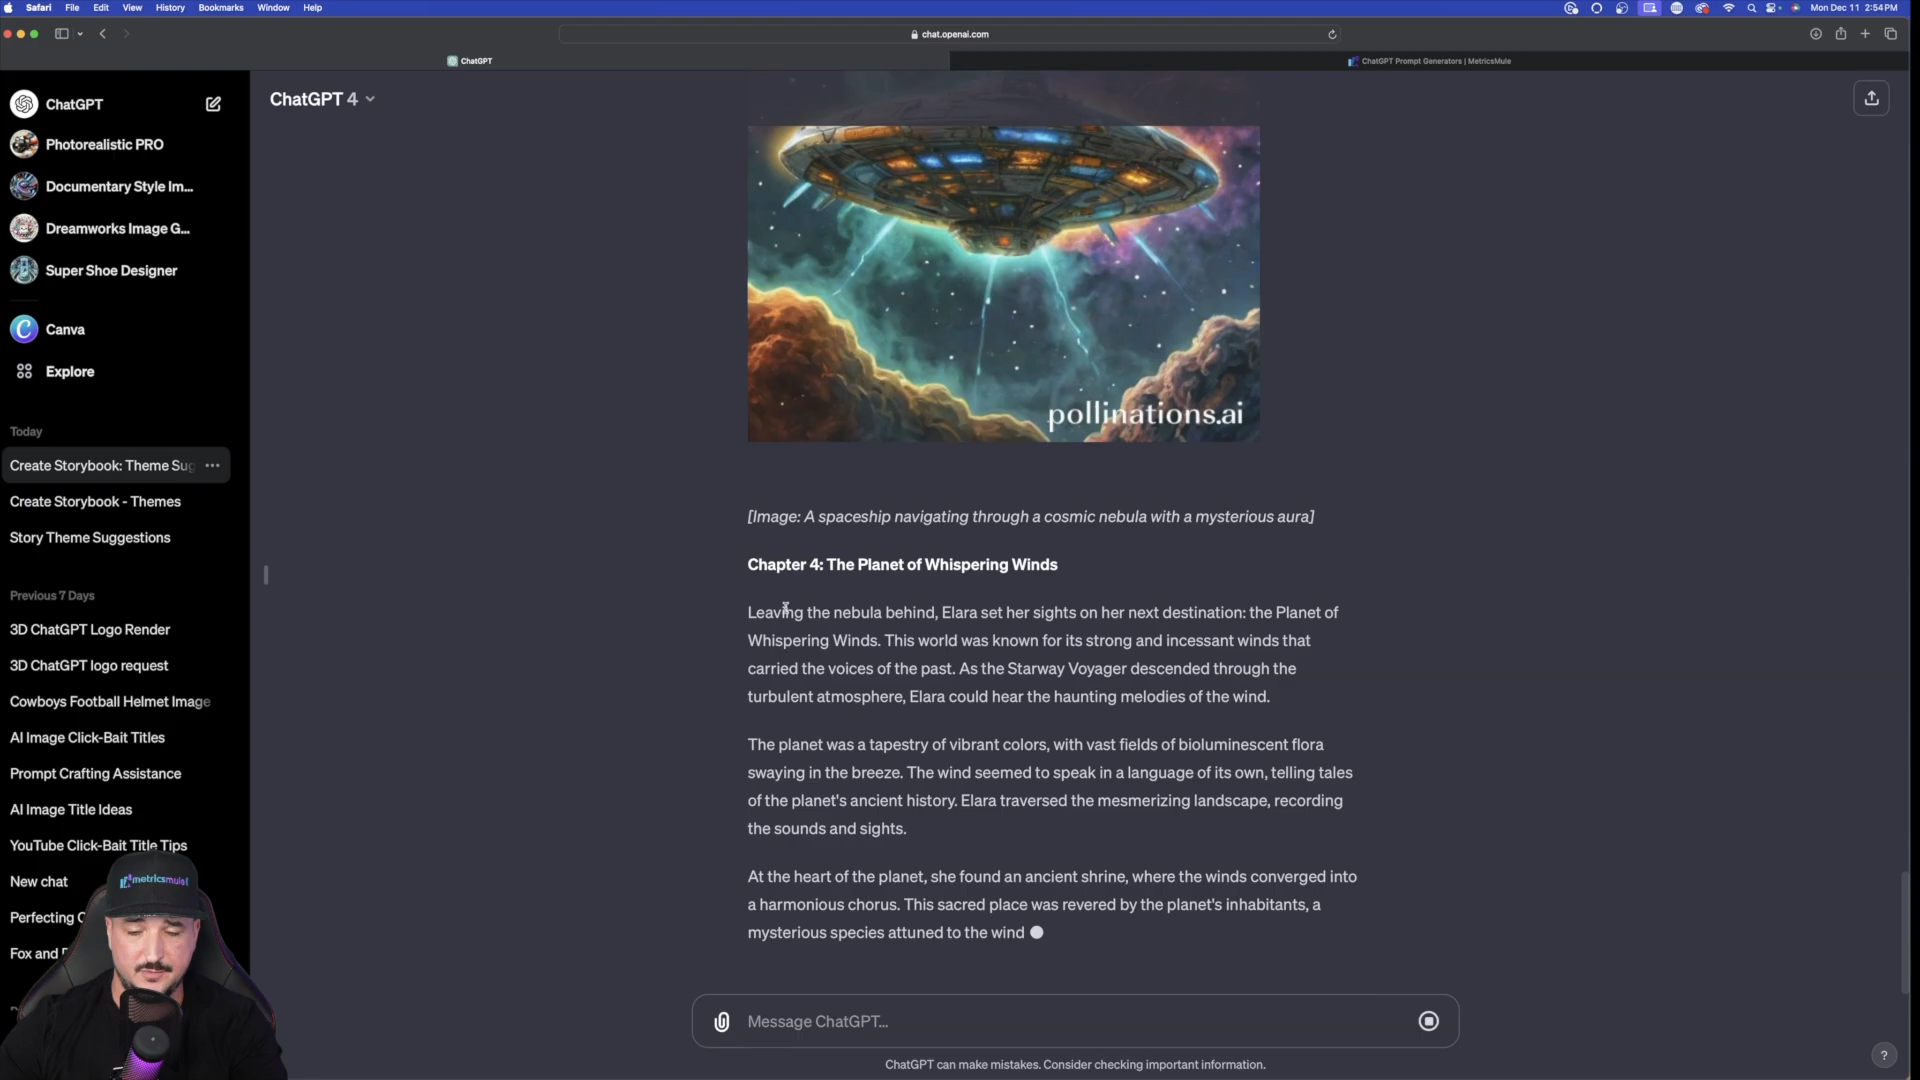 Safari File Edit View History Bookmarks Window Help
Mon Dec 11 2:54PM
chat.openai.com
ChatGPT
ChatGPT Prompt Generators | MetricsMule
ChatGPT
Photorealistic PRO
Documentary Style Im...
Dreamworks Image G...
Super Shoe Designer
Canva
Explore
Today
Create Storybook: Theme Sug
Create Storybook - Themes
Story Theme Suggestions
Previous 7 Days
3D ChatGPT Logo Render
3D ChatGPT logo request
Cowboys Football Helmet Image
AI Image Click-Bait Titles
Prompt Crafting Assistance
AI Image Title Ideas
YouTube Click-Bait Title Tips
New chat
Perfecting
Fox and
metricsmule
ChatGPT 4
pollinations.ai
[Image: A spaceship navigating through a cosmic nebula with a mysterious aura]
Chapter 4: The Planet of Whispering Winds
Leaving the nebula behind, Elara set her sights on her next destination: the Planet of
Whispering Winds. This world was known for its strong and incessant winds that
carried the voices of the past. As the Starway Voyager descended through the
turbulent atmosphere, Elara could hear the haunting melodies of the wind.
The planet was a tapestry of vibrant colors, with vast fields of bioluminescent flora
swaying in the breeze. The wind seemed to speak in a language of its own, telling tales
of the planet's ancient history. Elara traversed the mesmerizing landscape, recording
the sounds and sights.
At the heart of the planet, she found an ancient shrine, where the winds converged into
a harmonious chorus. This sacred place was revered by the planet's inhabitants, a
mysterious species attuned to the wind
Message ChatGPT...
ChatGPT can make mistakes. Consider checking important information.
?